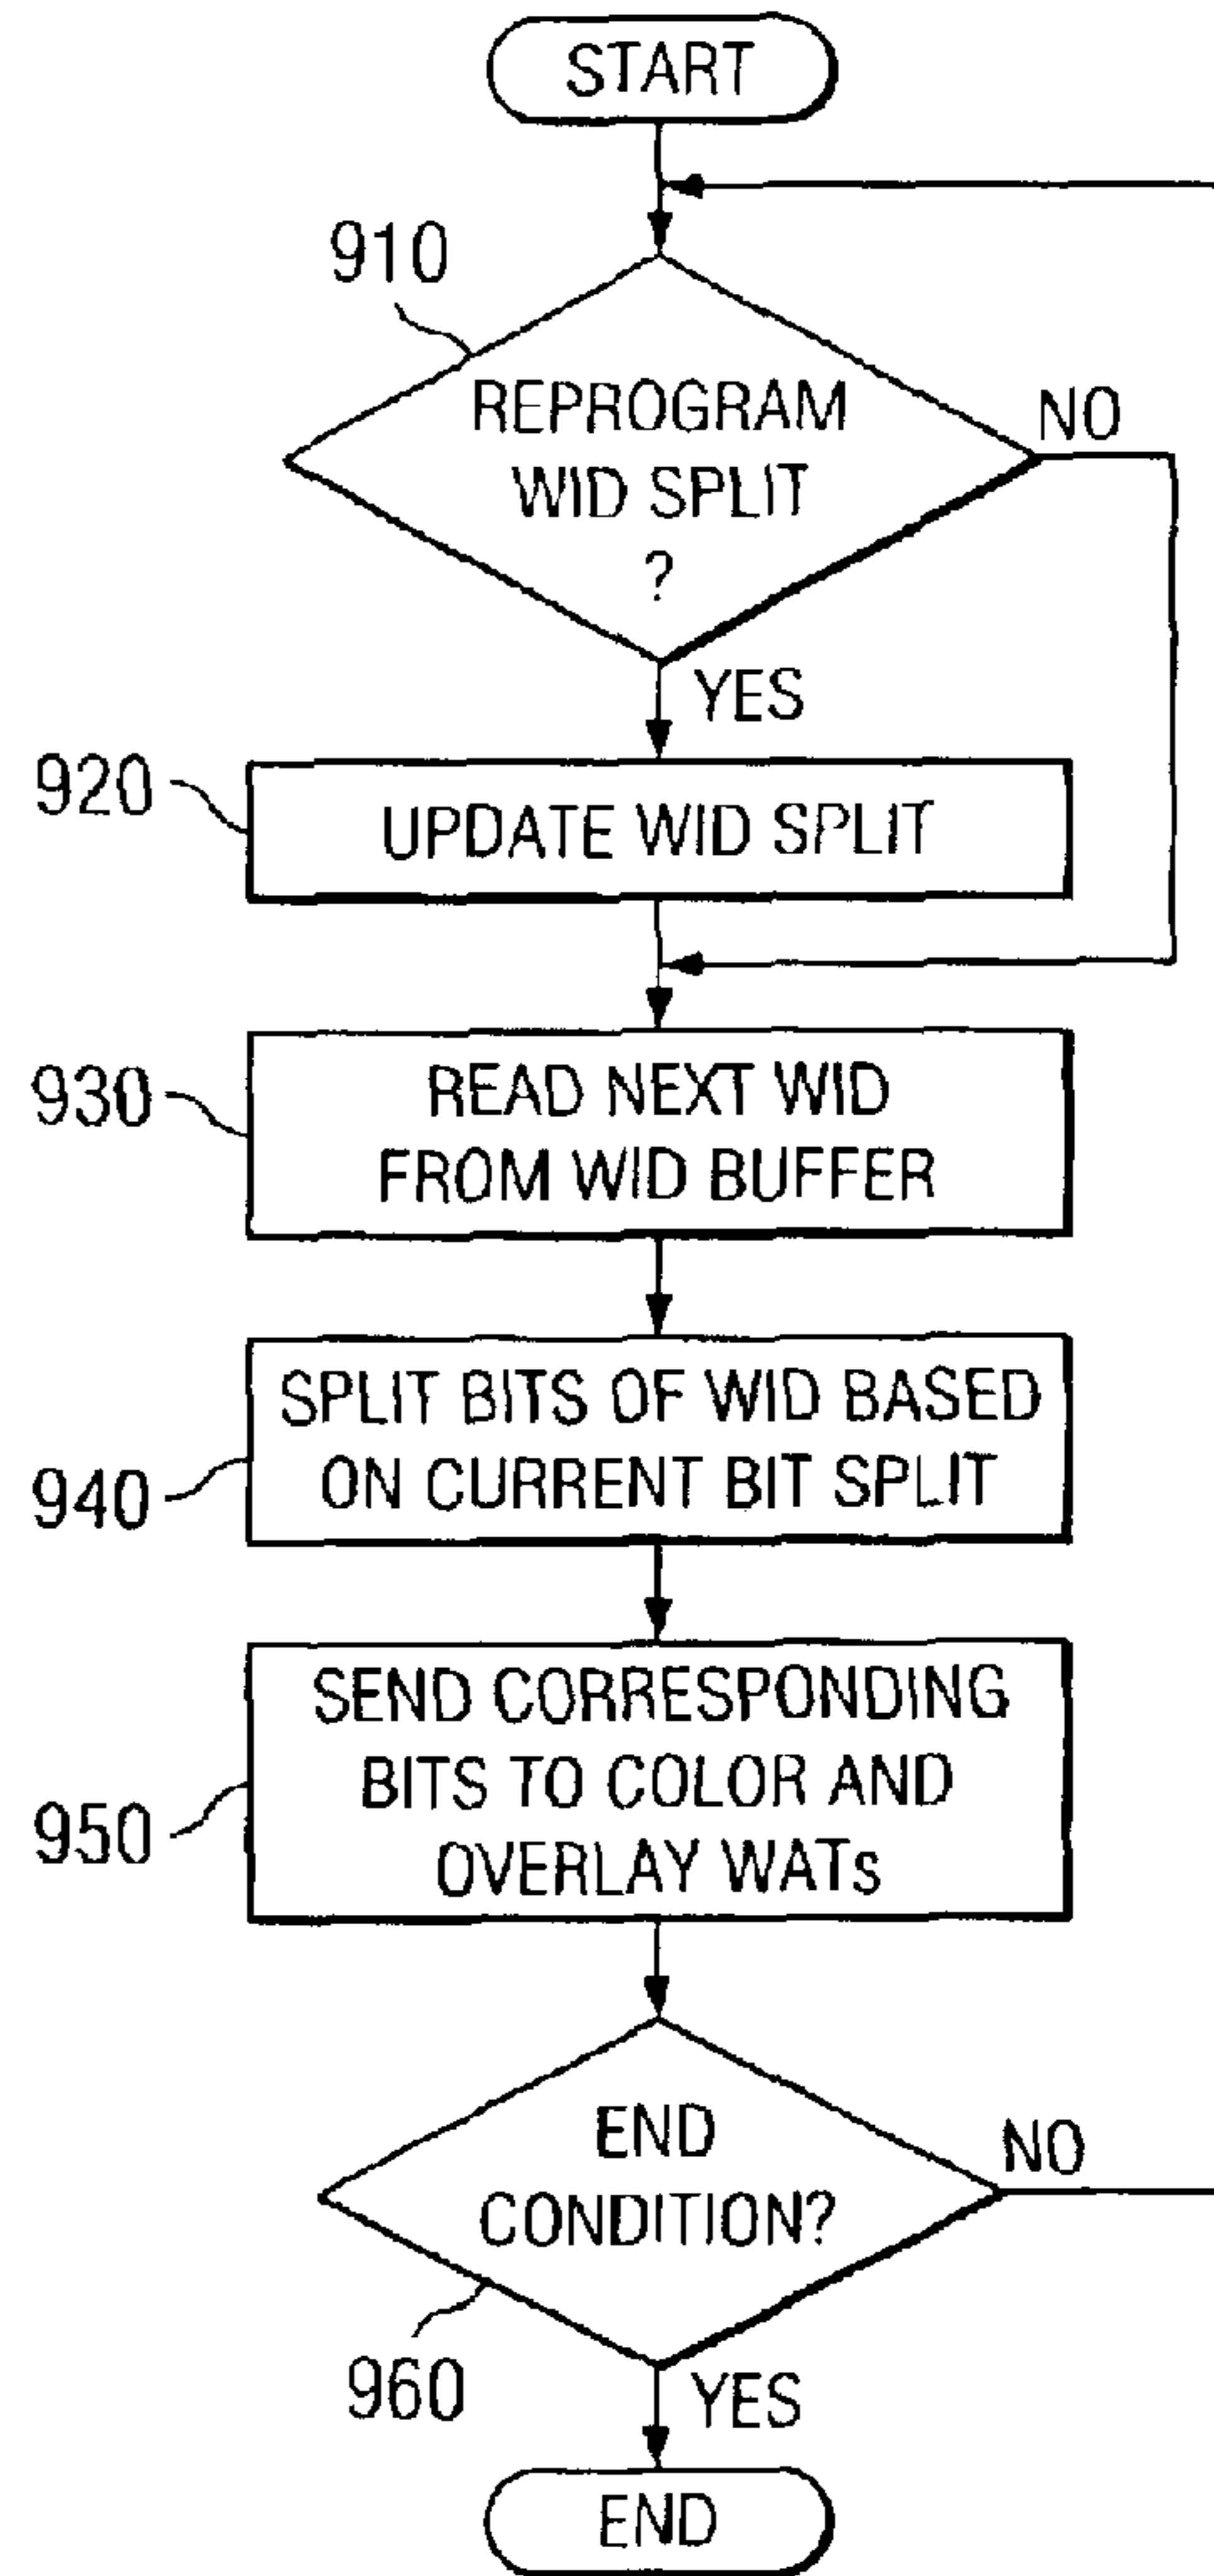 START
910
REPROGRAM
NO
WID SPLIT
?
YES
920
UPDATE WID SPLIT
930
READ NEXT WID
FROM WID BUFFER
940
SPLIT BITS OF WID BASED
ON CURRENT BIT SPLIT
950
SEND CORRESPONDING
BITS TO COLOR AND
OVERLAY WATs
END
NO
CONDITION?
960
YES
END